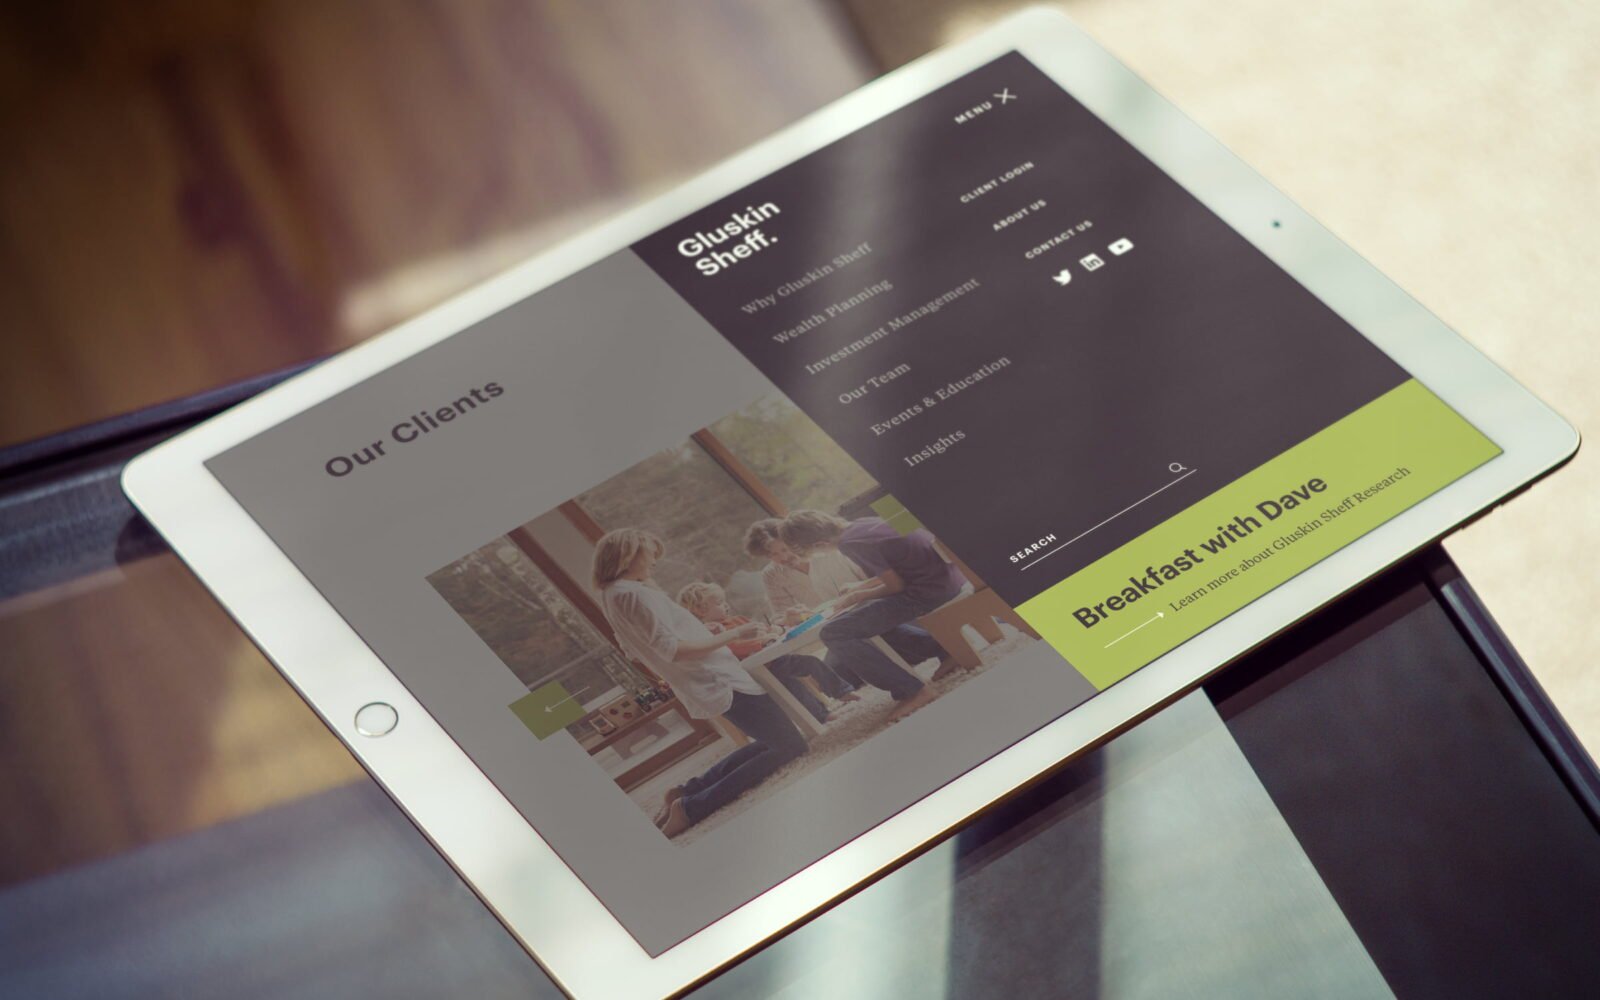 MENU
CLIENT LOGIN
ABOUT US
CONTACT US
Gluskin
Sheff.
Why Gluskin Sheff
Wealth Planning
Investment Management
Our Team
Events & Education
Insights
SEARCH
Breakfast with Dave
Learn more about Gluskin Sheff Research
Our Clients
in